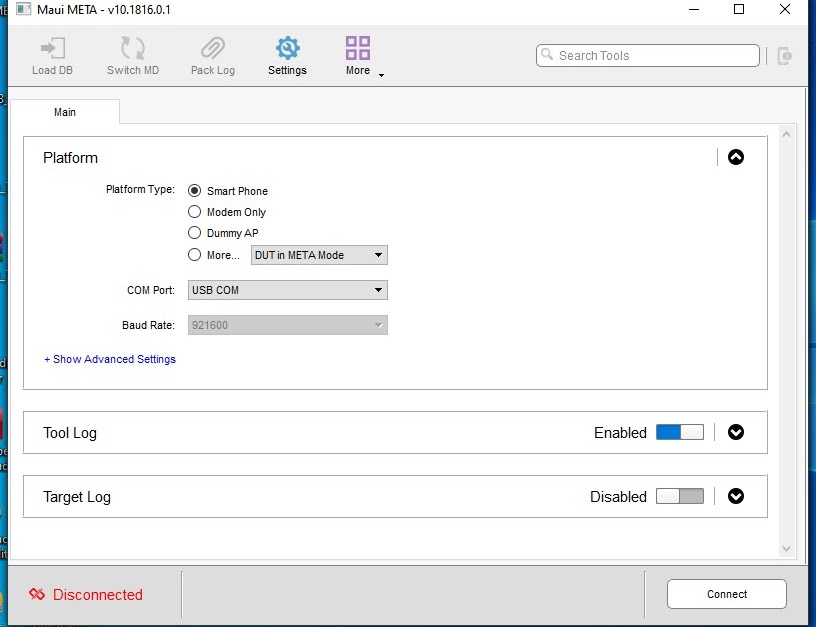 Maui META - v10.1816.0.1
Load DB Switch MD Pack Log Settings More Search Tools
Main
Platform
Platform Type: Smart Phone
Modem Only
Dummy AP
More... DUT in META Mode
COM Port: USB COM
Baud Rate: 921600
+ Show Advanced Settings
Tool Log Enabled
Target Log Disabled
Disconnected Connect